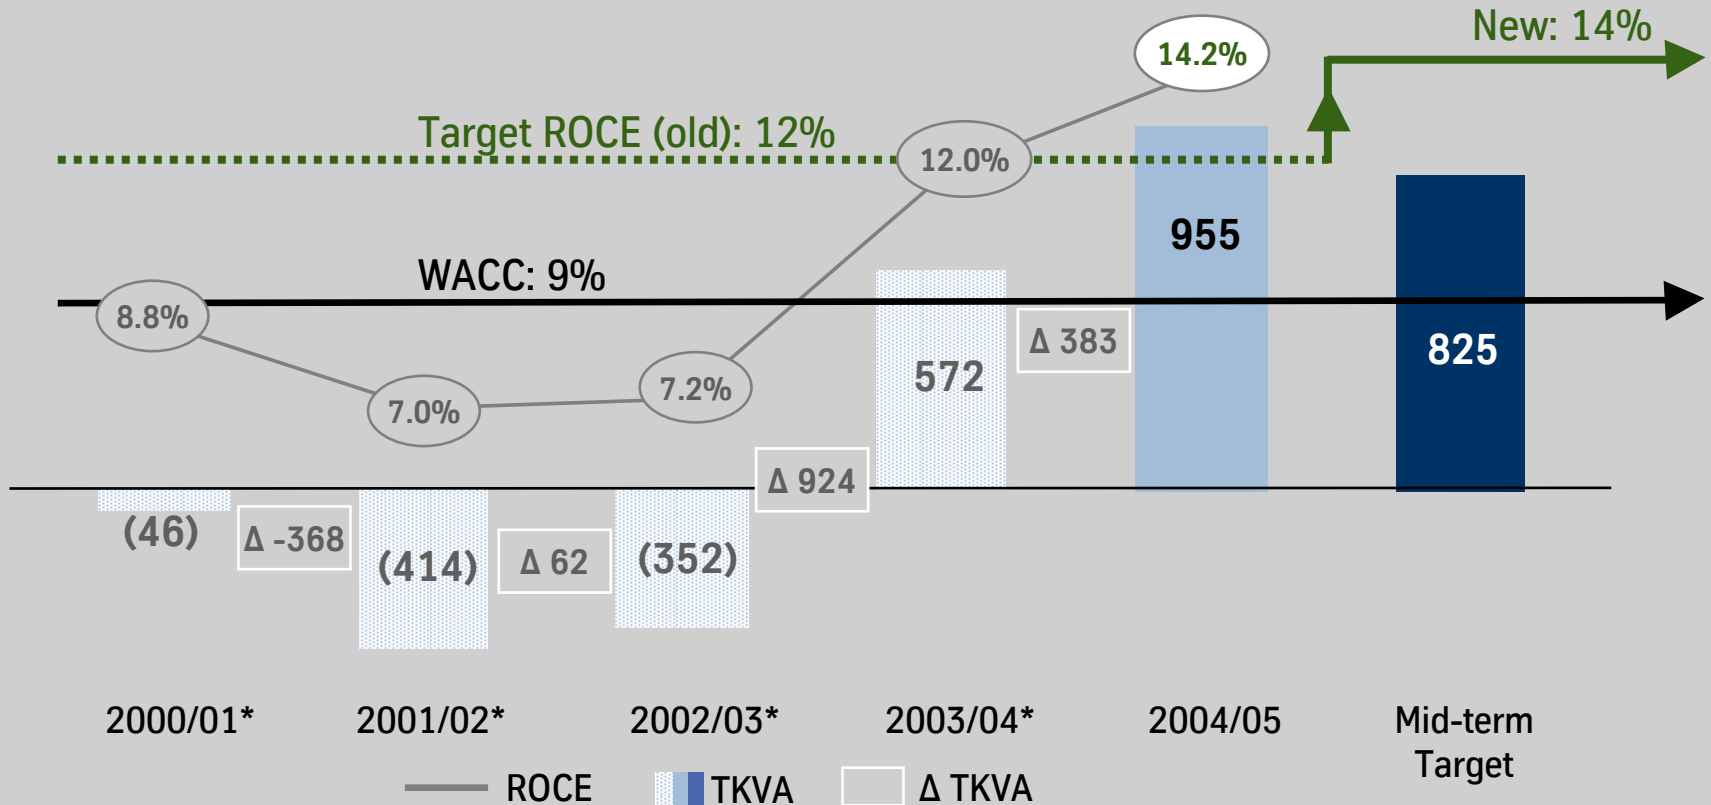 New: 14%
14.2%
Target ROCE (old): 12%
12.0%
955
WACC: 9%
8.8%
Δ 383
825
572
7.2%
7.0%
Δ 924
(46)
Δ -368
(414)
Δ 62
(352)
2000/01*
2001/02*
2002/03*
2003/04*
2004/05
Mid-term
Target
ROCE
TKVA
Δ TKVA